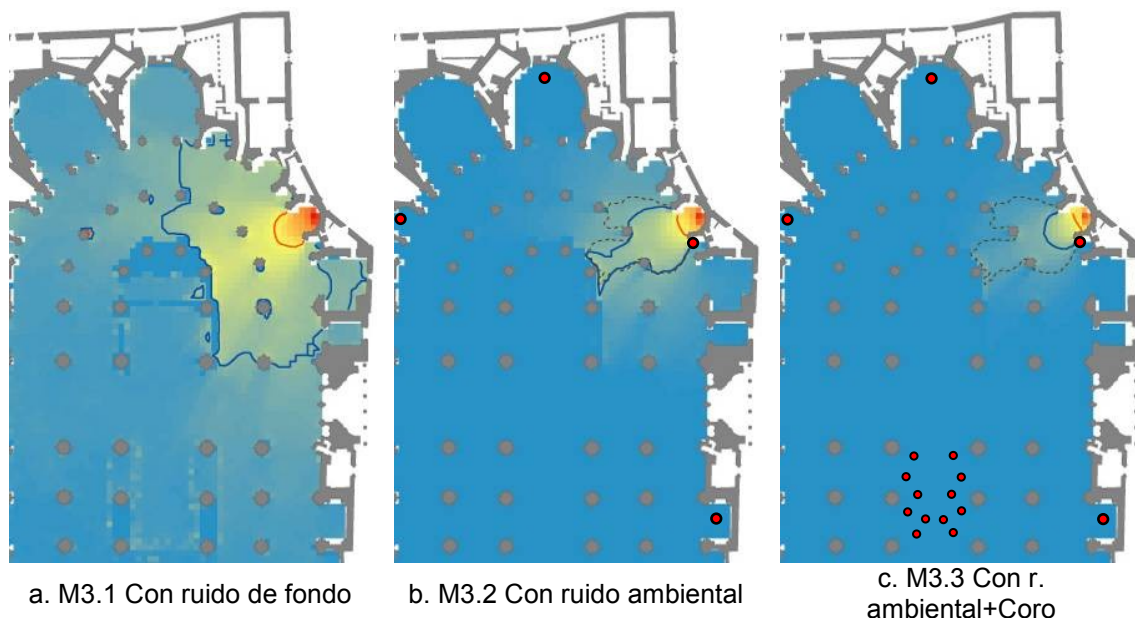 a. M3.1 Con ruido de fondo
b. M3.2 Con ruido ambiental
c. M3.3 Con r.
ambiental+Coro